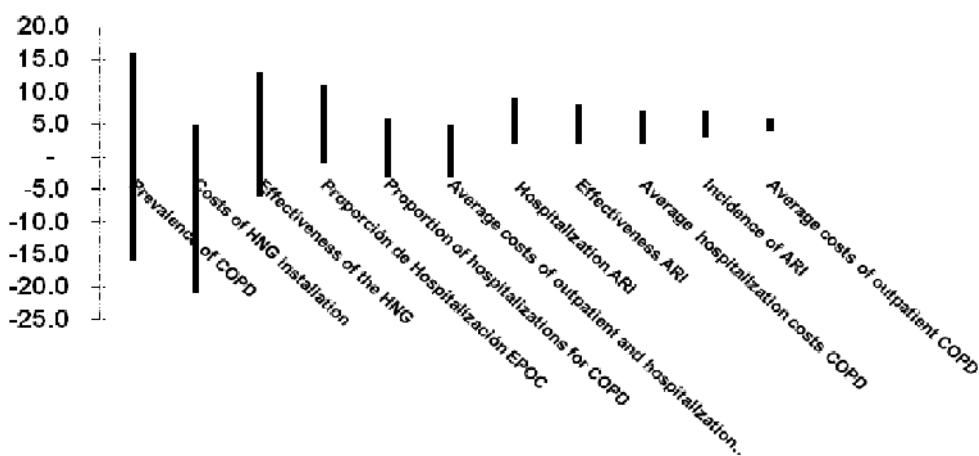 20.0
15.0
10.0
5.0
-
-5.0
-10.0
-15.0
-20.0
-25.0
Prevalence of COPD
Costs of HNG installation
Effectiveness of the HNG
Proporción de Hospitalización EPOC
Proportion of hospitalizations for COPD
Average costs of outpatient and hospitalization...
Hospitalization ARI
Effectiveness ARI
Average hospitalization costs COPD
Incidence of ARI
Average costs of outpatient COPD